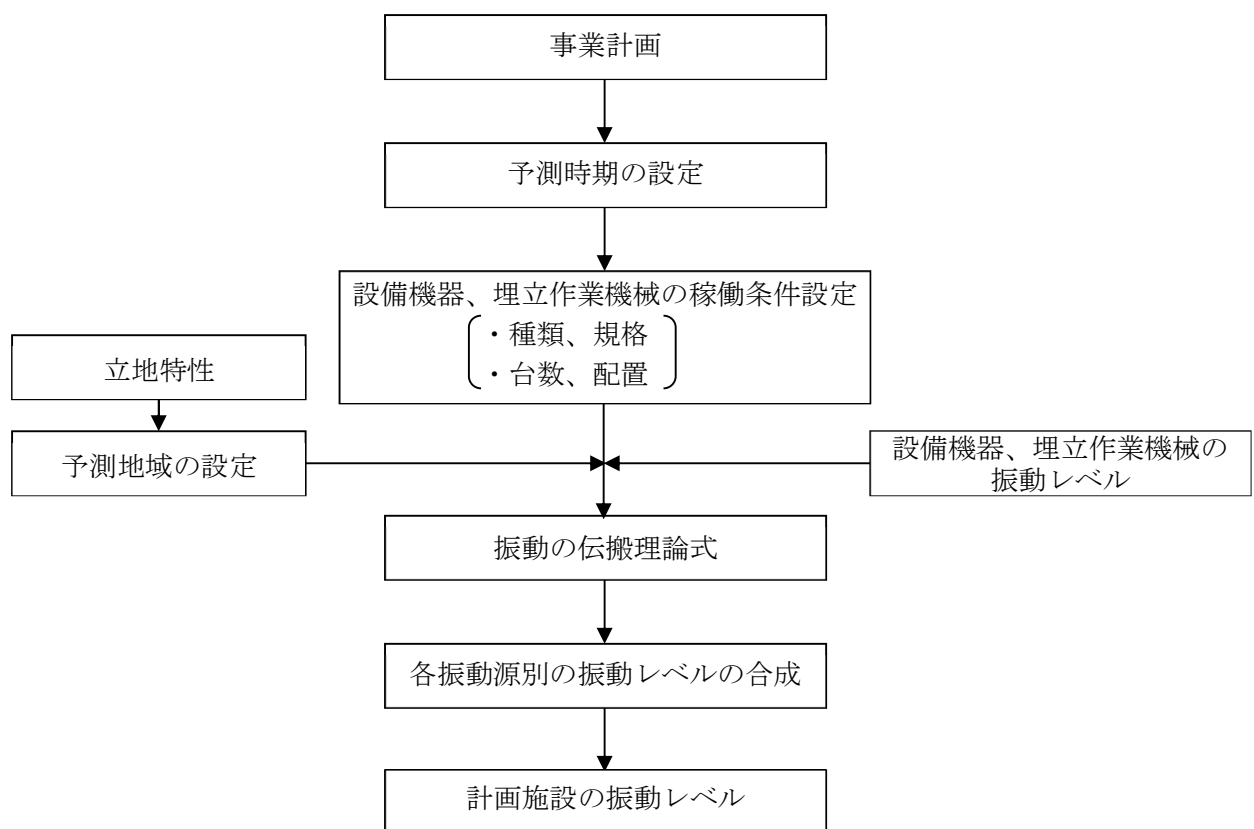 事業計画
予測時期の設定
設備機器、埋立作業機械の稼働条件設定
・種類、規格
・台数、配置
立地特性
予測地域の設定
設備機器、埋立作業機械の
振動レベル
振動の伝搬理論式
各振動源別の振動レベルの合成
計画施設の振動レベル